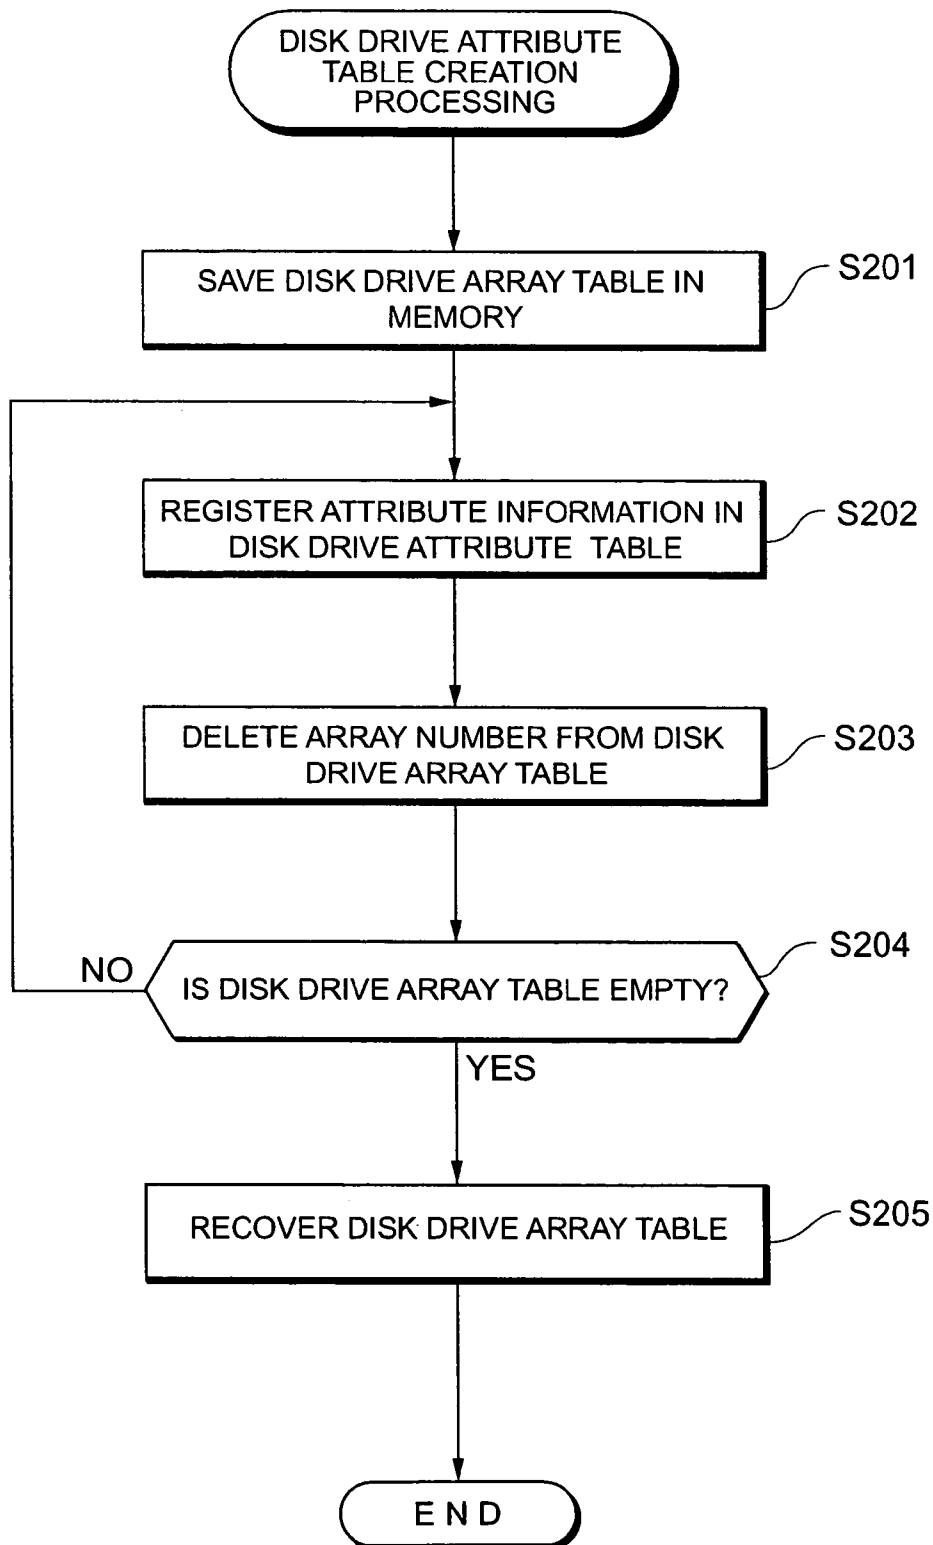 DISK DRIVE ATTRIBUTE
TABLE CREATION
PROCESSING
SAVE DISK DRIVE ARRAY TABLE IN
MEMORY
S201
REGISTER ATTRIBUTE INFORMATION IN
DISK DRIVE ATTRIBUTE TABLE
S202
DELETE ARRAY NUMBER FROM DISK
DRIVE ARRAY TABLE
S203
NO
IS DISK DRIVE ARRAY TABLE EMPTY?
S204
YES
RECOVER DISK DRIVE ARRAY TABLE
S205
END